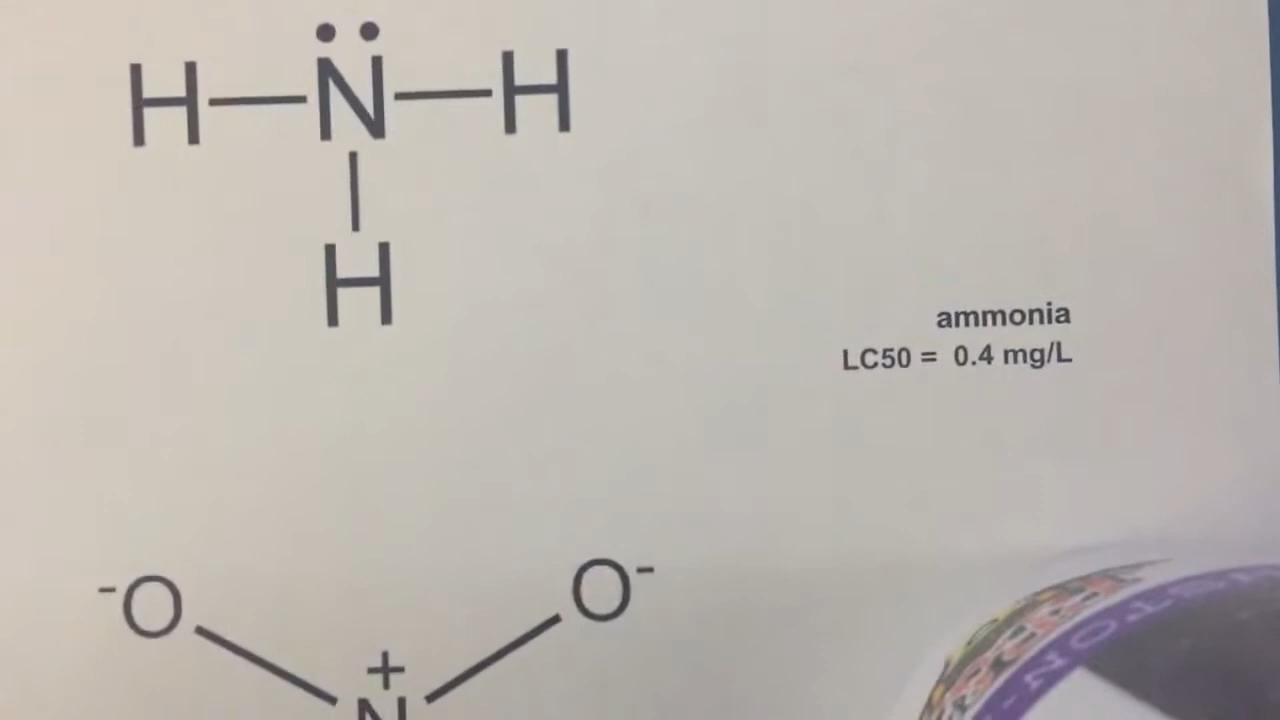 H—N̈—H
H
ammonia
LC50 = 0.4 mg/L
⁻O O⁻
+
N